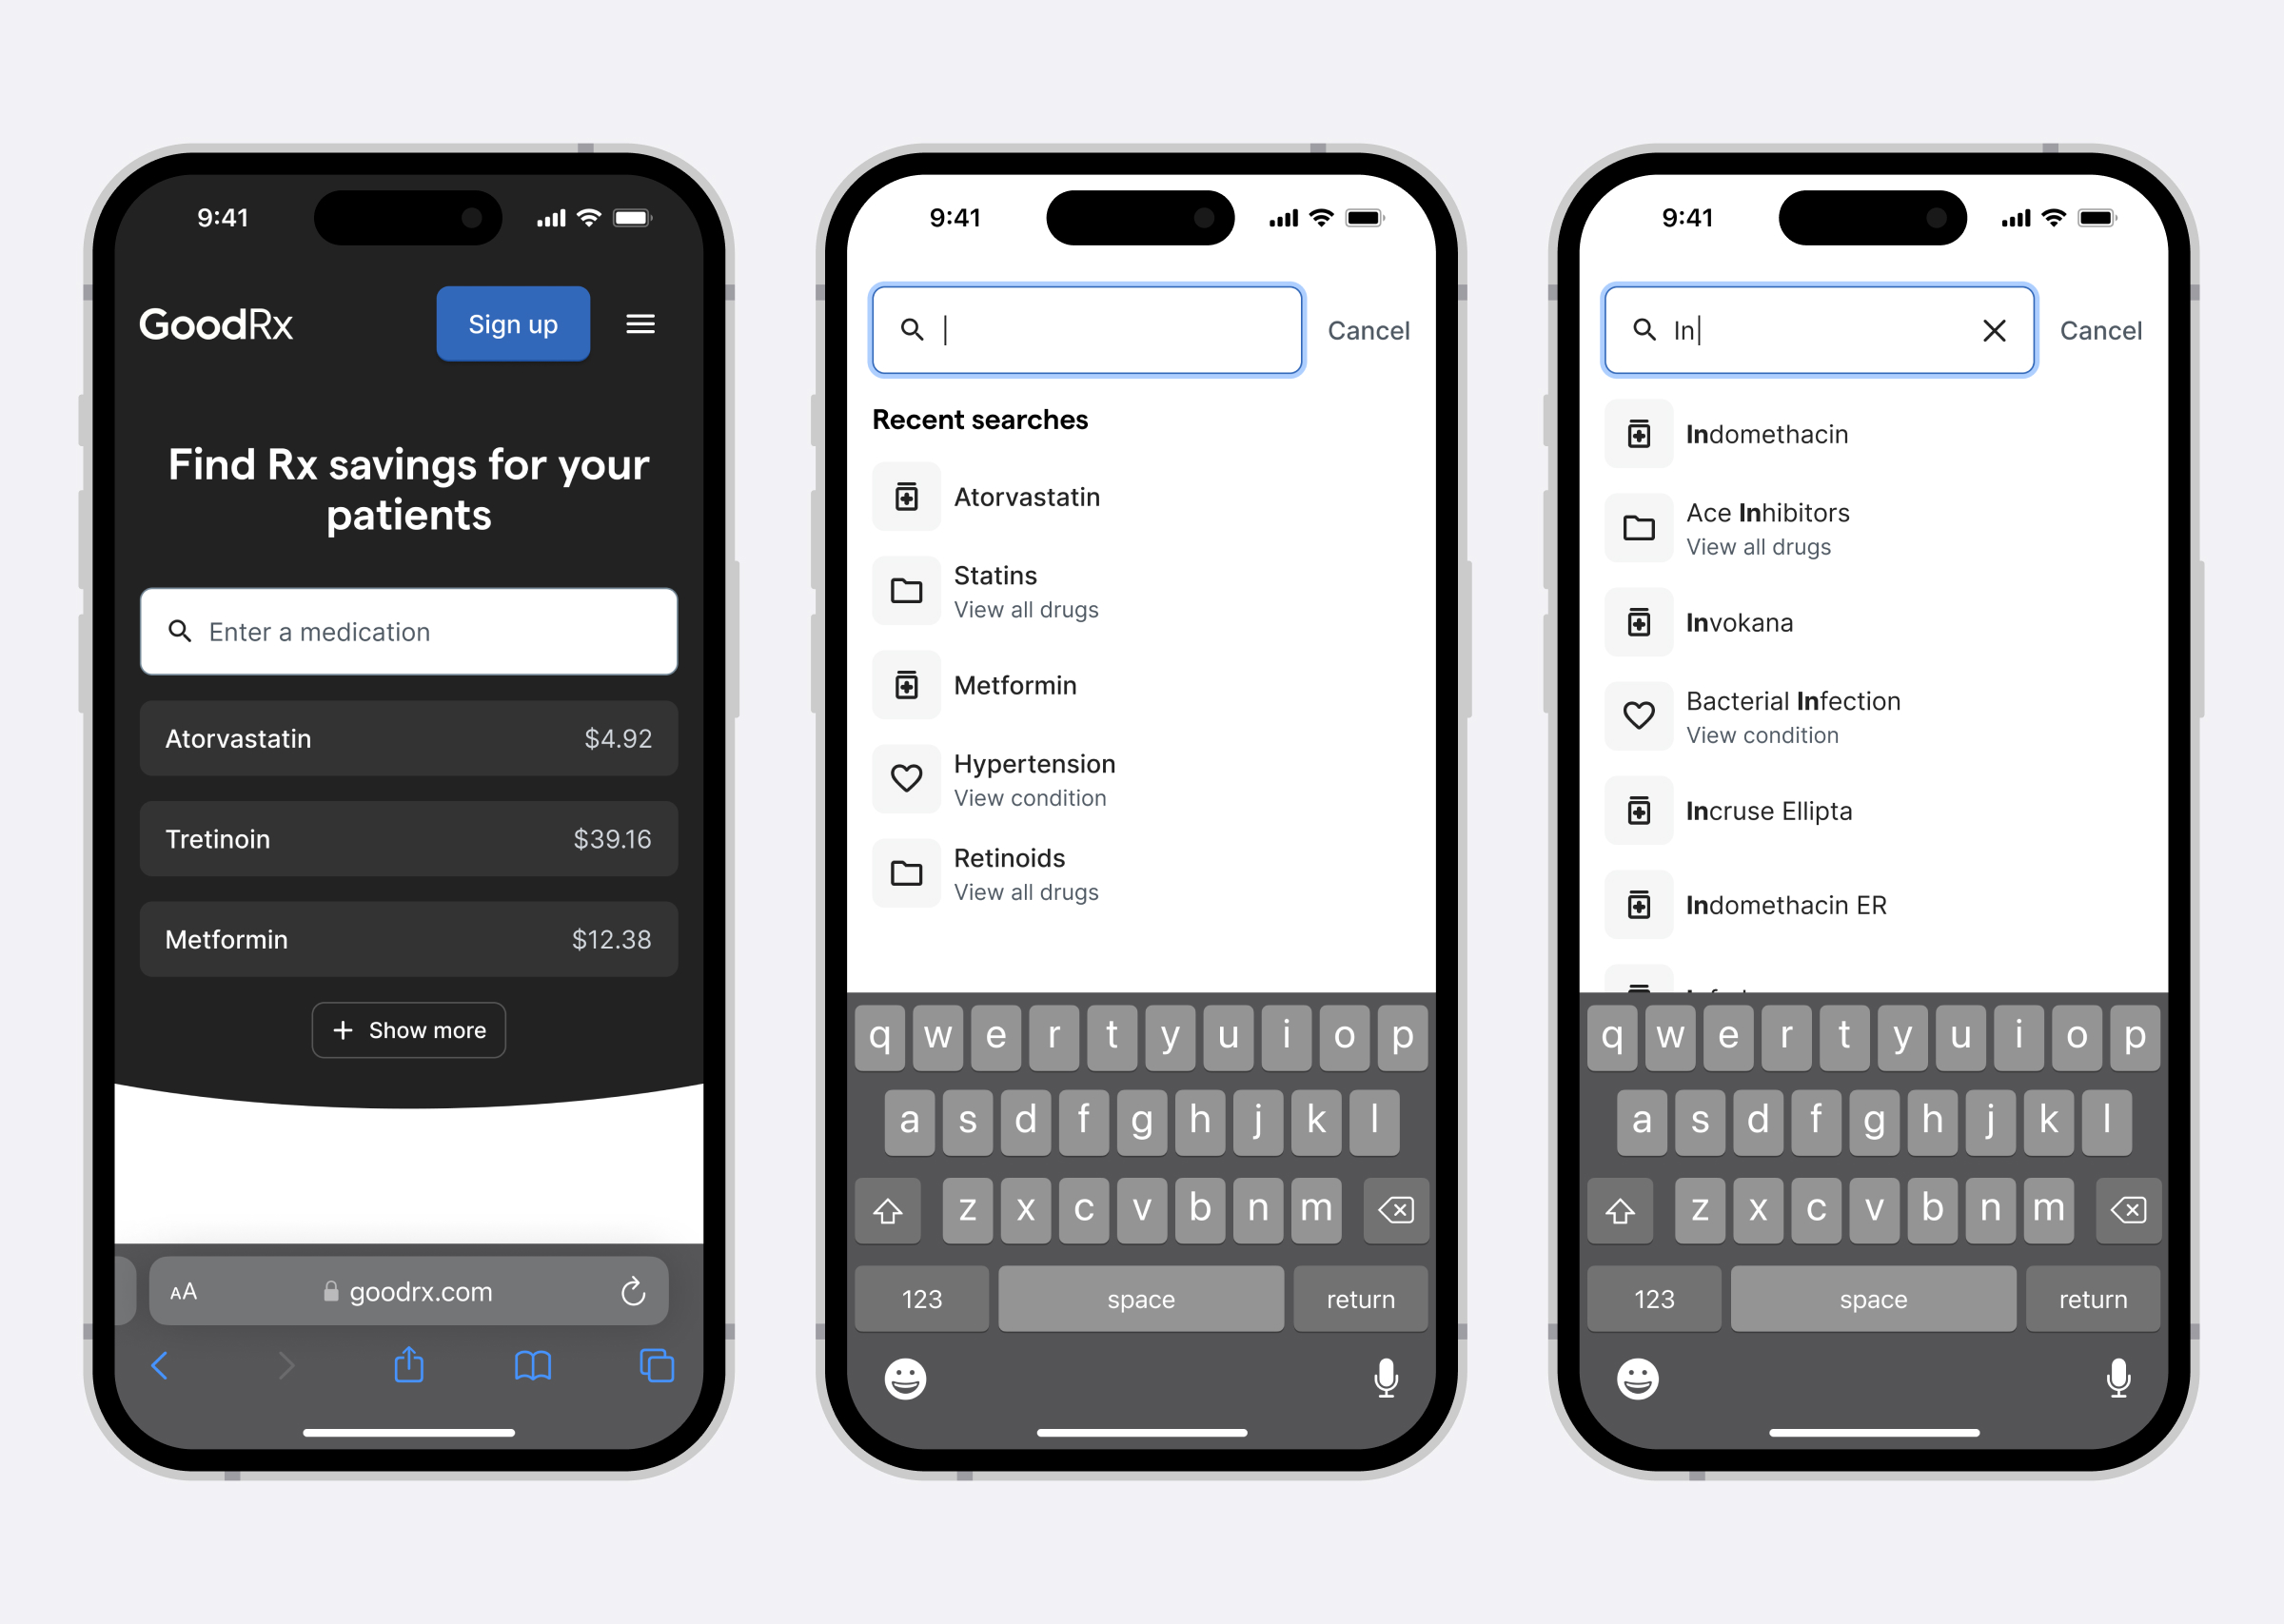 9:41
GoodRx
Sign up
Find Rx savings for your
patients
Enter a medication
Atorvastatin $4.92
Tretinoin $39.16
Metformin $12.38
Show more
AA goodrx.com
9:41
Cancel
Recent searches
Atorvastatin
Statins
View all drugs
Metformin
Hypertension
View condition
Retinoids
View all drugs
q w e r t y u i o p
a s d f g h j k l
z x c v b n m
123 space return
9:41
In
Cancel
Indomethacin
Ace Inhibitors
View all drugs
Invokana
Bacterial Infection
View condition
Incruse Ellipta
Indomethacin ER
q w e r t y u i o p
a s d f g h j k l
z x c v b n m
123 space return